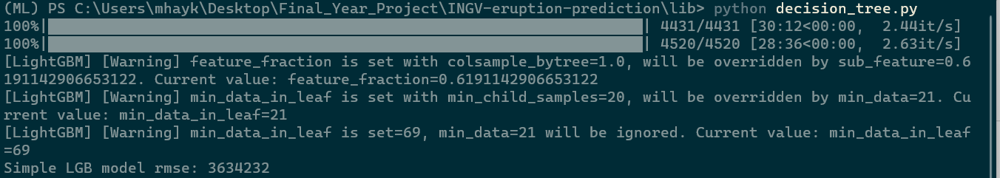 (ML) PS C:\Users\mhayk\Desktop\Final_Year_Project\INGV-eruption-prediction\lib> python decision_tree.py
100%|                                                                  | 4431/4431 [30:12<00:00,  2.44it/s]
100%|                                                                  | 4520/4520 [28:36<00:00,  2.63it/s]
[LightGBM] [Warning] feature_fraction is set with colsample_bytree=1.0, will be overridden by sub_feature=0.6
191142906653122. Current value: feature_fraction=0.6191142906653122
[LightGBM] [Warning] min_data_in_leaf is set with min_child_samples=20, will be overridden by min_data=21. Cu
rrent value: min_data_in_leaf=21
[LightGBM] [Warning] min_data_in_leaf is set=69, min_data=21 will be ignored. Current value: min_data_in_leaf
=69
Simple LGB model rmse: 3634232